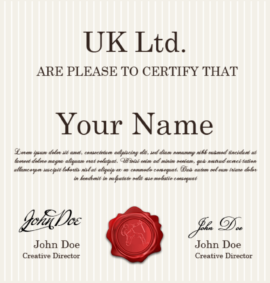 UK Ltd.
ARE PLEASE TO CERTIFY THAT
Your Name
Lorem ipsum dolor sit amet, consectetuer adipiscing elit, sed diam nonummy nibh euismod tincidunt ut
laoreet dolore magna aliquam erat volutpat. Wisisi enim ad minim veniam, quis nostrud exerci tation
ullamcorper suscipit lobortis nisl ut aliquip ex ea commodo consequat. Duis autem vel eum iriure dolor
in hendrerit in vulputate velit esse molestie consequat
John Doe John Doe
John Doe John Doe
Creative Director Creative Director